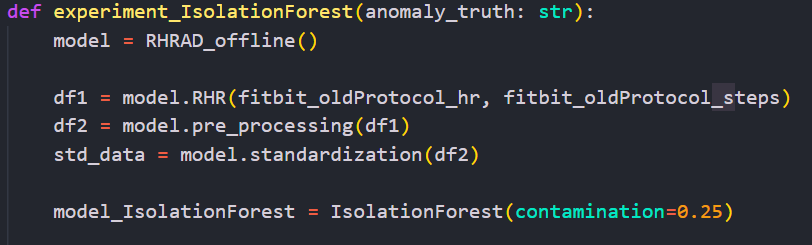 def experiment_IsolationForest(anomaly_truth: str):
    model = RHRAD_offline()
    df1 = model.RHR(fitbit_oldProtocol_hr, fitbit_oldProtocol_steps)
    df2 = model.pre_processing(df1)
    std_data = model.standardization(df2)
    model_IsolationForest = IsolationForest(contamination=0.25)